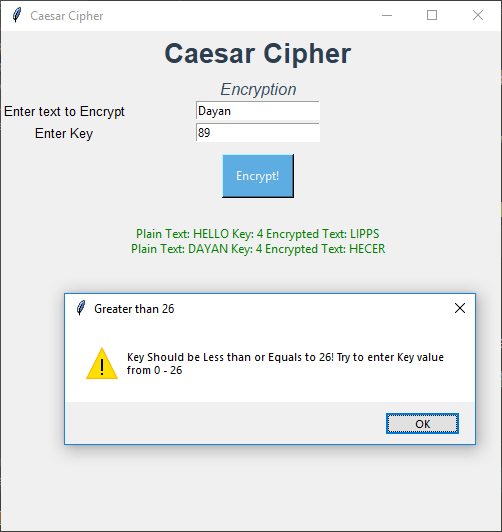 Caesar Cipher
Caesar Cipher
Encryption
Enter text to Encrypt
Dayan
Enter Key
89
Encrypt!
Plain Text: HELLO Key: 4 Encrypted Text: LIPPS
Plain Text: DAYAN Key: 4 Encrypted Text: HECER
Greater than 26
Key Should be Less than or Equals to 26! Try to enter Key value
from 0 - 26
OK